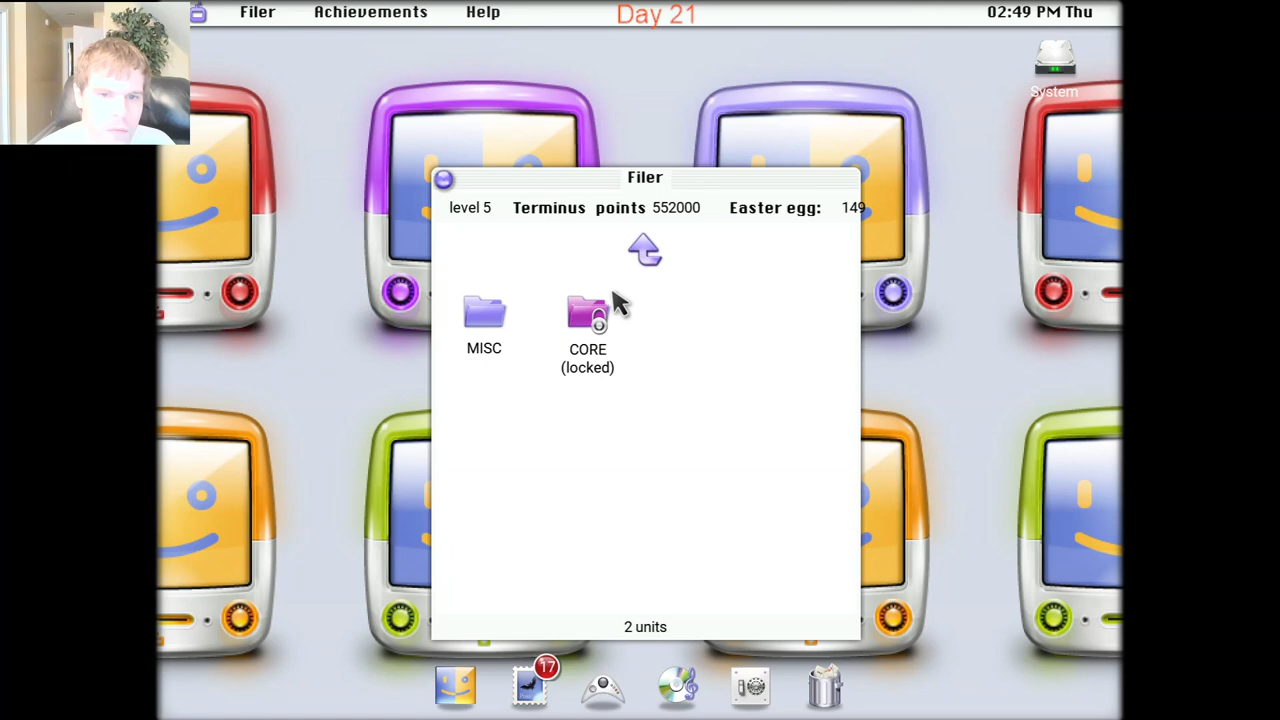 Filer Achievements Help Day 21 02:49 PM Thu
System
Filer
level 5 Terminus points 552000 Easter egg: 149
MISC
CORE
(locked)
2 units
17